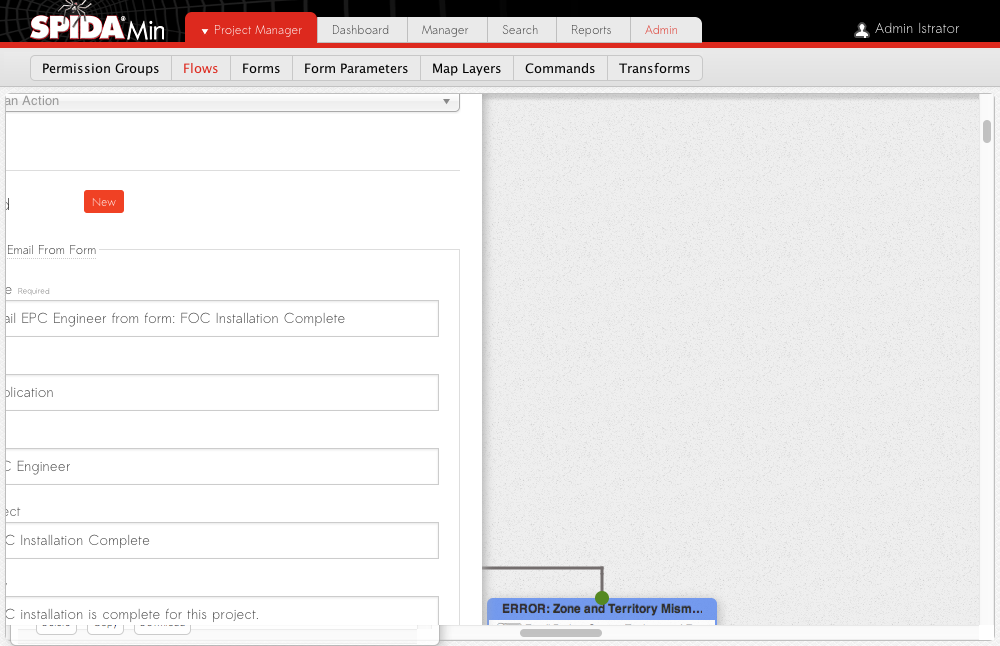 SPIDA Min
Project Manager
Dashboard
Manager
Search
Reports
Admin
Admin Istrator
Permission Groups
Flows
Forms
Form Parameters
Map Layers
Commands
Transforms
an Action
d
New
Email From Form
e Required
ail EPC Engineer from form: FOC Installation Complete
plication
C Engineer
ect
C Installation Complete
C installation is complete for this project.
ERROR: Zone and Territory Mism...